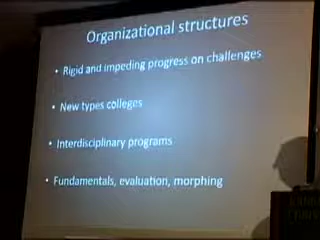 Organizational structures
• Rigid and impeding progress on challenges
• New types colleges
• Interdisciplinary programs
• Fundamentals, evaluation, morphing